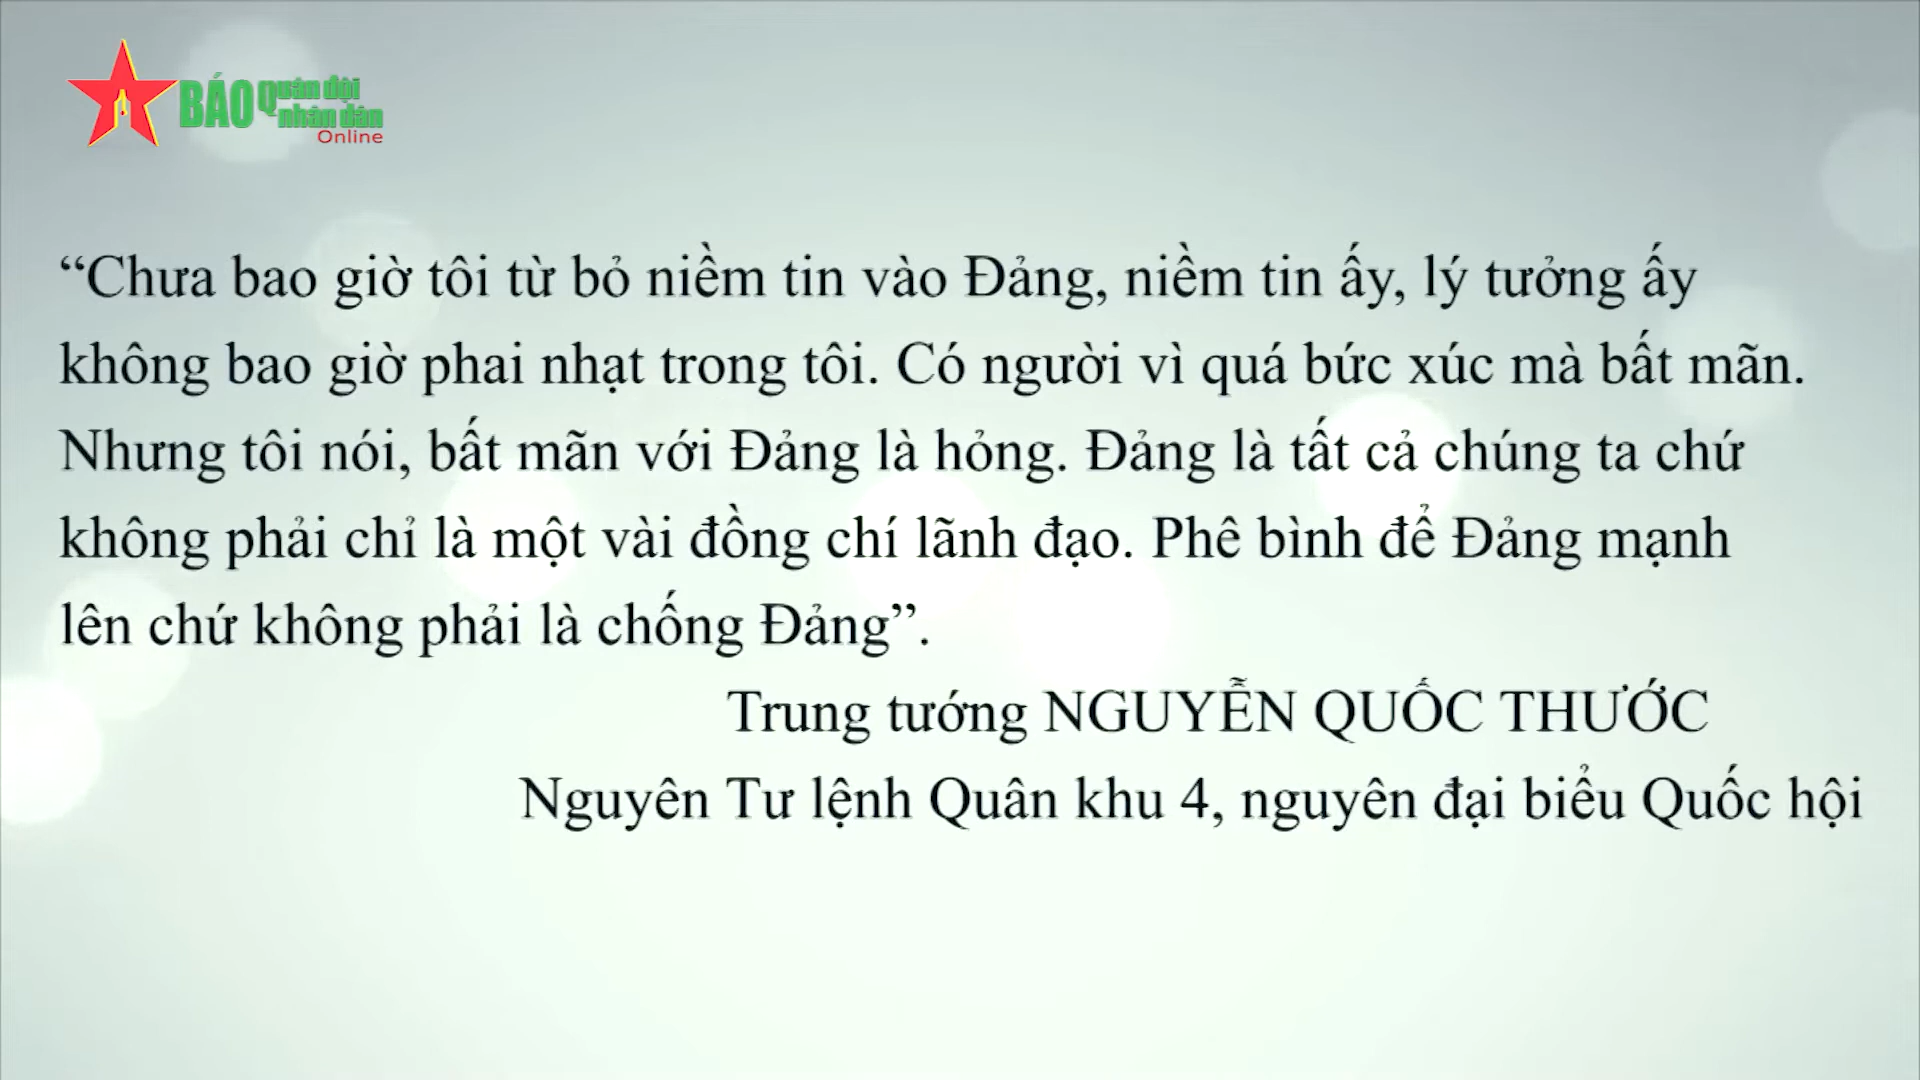 BÁO Quân đội
nhân dân
Online
“Chưa bao giờ tôi từ bỏ niềm tin vào Đảng, niềm tin ấy, lý tưởng ấy
không bao giờ phai nhạt trong tôi. Có người vì quá bức xúc mà bất mãn.
Nhưng tôi nói, bất mãn với Đảng là hỏng. Đảng là tất cả chúng ta chứ
không phải chỉ là một vài đồng chí lãnh đạo. Phê bình để Đảng mạnh
lên chứ không phải là chống Đảng”.
Trung tướng NGUYỄN QUỐC THƯỚC
Nguyên Tư lệnh Quân khu 4, nguyên đại biểu Quốc hội